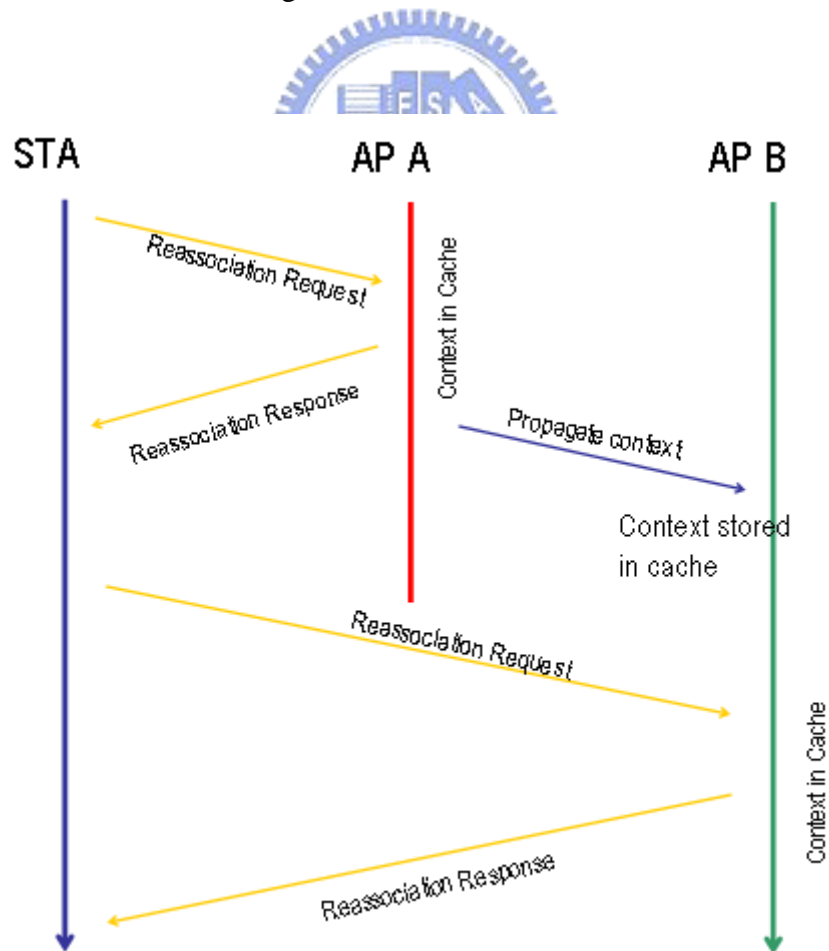 g
E S A
STA
AP A
AP B
Reassociation Request
Context in Cache
Reassociation Response
Propagate context
Context stored
in cache
Reassociation Request
Context in Cache
Reassociation Response